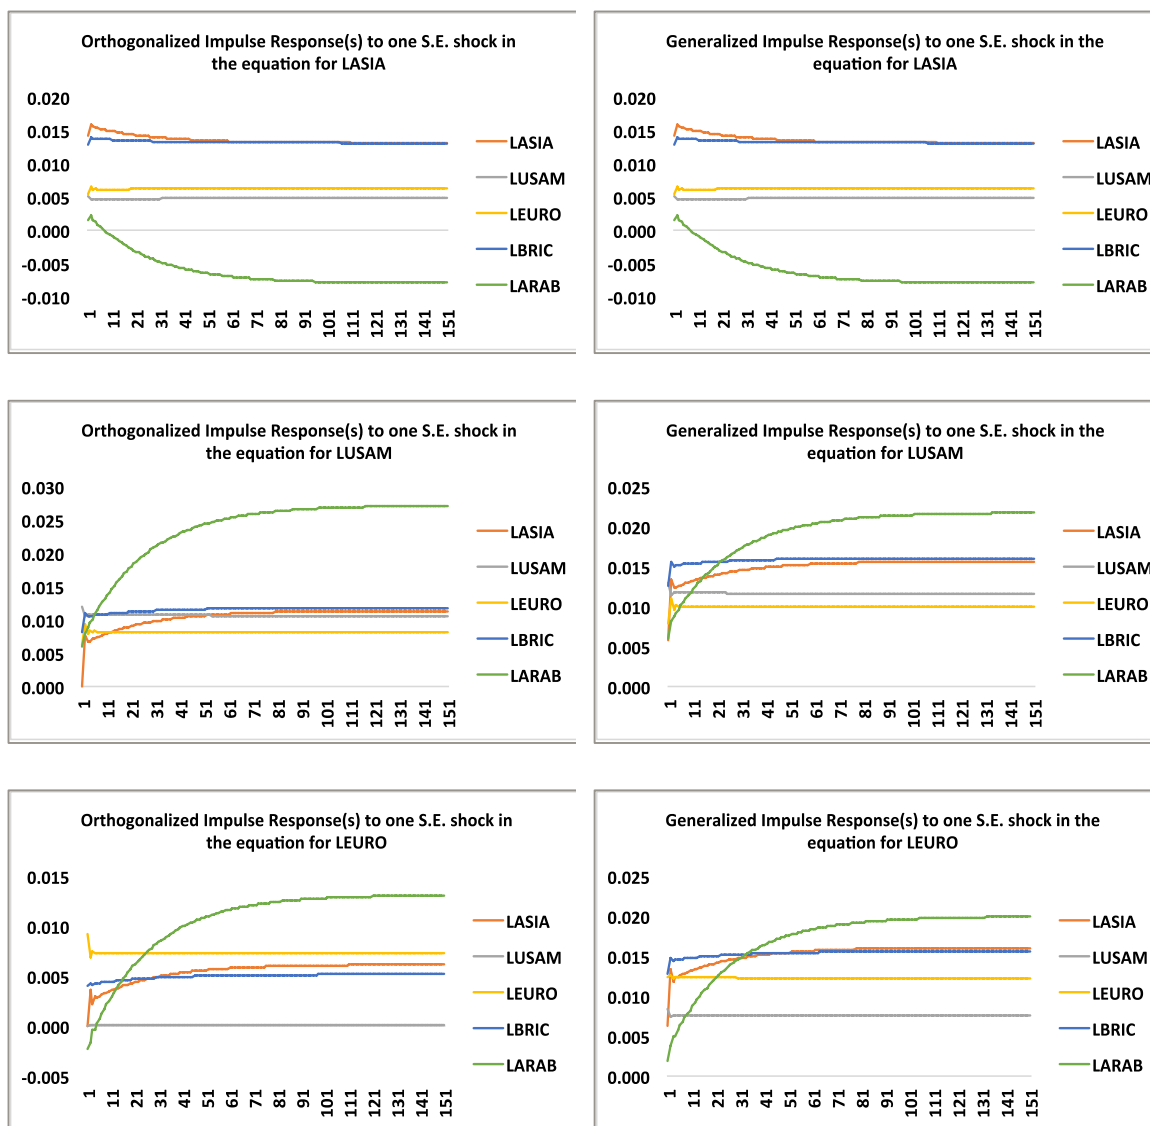 Orthogonalized Impulse Response(s) to one S.E. shock in
the equation for LASIA
0.020
0.015
0.010
0.005
0.000
-0.005
-0.010
1 11 21 31 41 51 61 71 81 91 101 111 121 131 141 151
LASIA
LUSAM
LEURO
LBRIC
LARAB
Generalized Impulse Response(s) to one S.E. shock in the
equation for LASIA
0.020
0.015
0.010
0.005
0.000
-0.005
-0.010
1 11 21 31 41 51 61 71 81 91 101 111 121 131 141 151
LASIA
LUSAM
LEURO
LBRIC
LARAB
Orthogonalized Impulse Response(s) to one S.E. shock in
the equation for LUSAM
0.030
0.025
0.020
0.015
0.010
0.005
0.000
1 11 21 31 41 51 61 71 81 91 101 111 121 131 141 151
LASIA
LUSAM
LEURO
LBRIC
LARAB
Generalized Impulse Response(s) to one S.E. shock in the
equation for LUSAM
0.025
0.020
0.015
0.010
0.005
0.000
1 11 21 31 41 51 61 71 81 91 101 111 121 131 141 151
LASIA
LUSAM
LEURO
LBRIC
LARAB
Orthogonalized Impulse Response(s) to one S.E. shock in
the equation for LEURO
0.015
0.010
0.005
0.000
-0.005
1 11 21 31 41 51 61 71 81 91 101 111 121 131 141 151
LASIA
LUSAM
LEURO
LBRIC
LARAB
Generalized Impulse Response(s) to one S.E. shock in the
equation for LEURO
0.025
0.020
0.015
0.010
0.005
0.000
1 11 21 31 41 51 61 71 81 91 101 111 121 131 141 151
LASIA
LUSAM
LEURO
LBRIC
LARAB